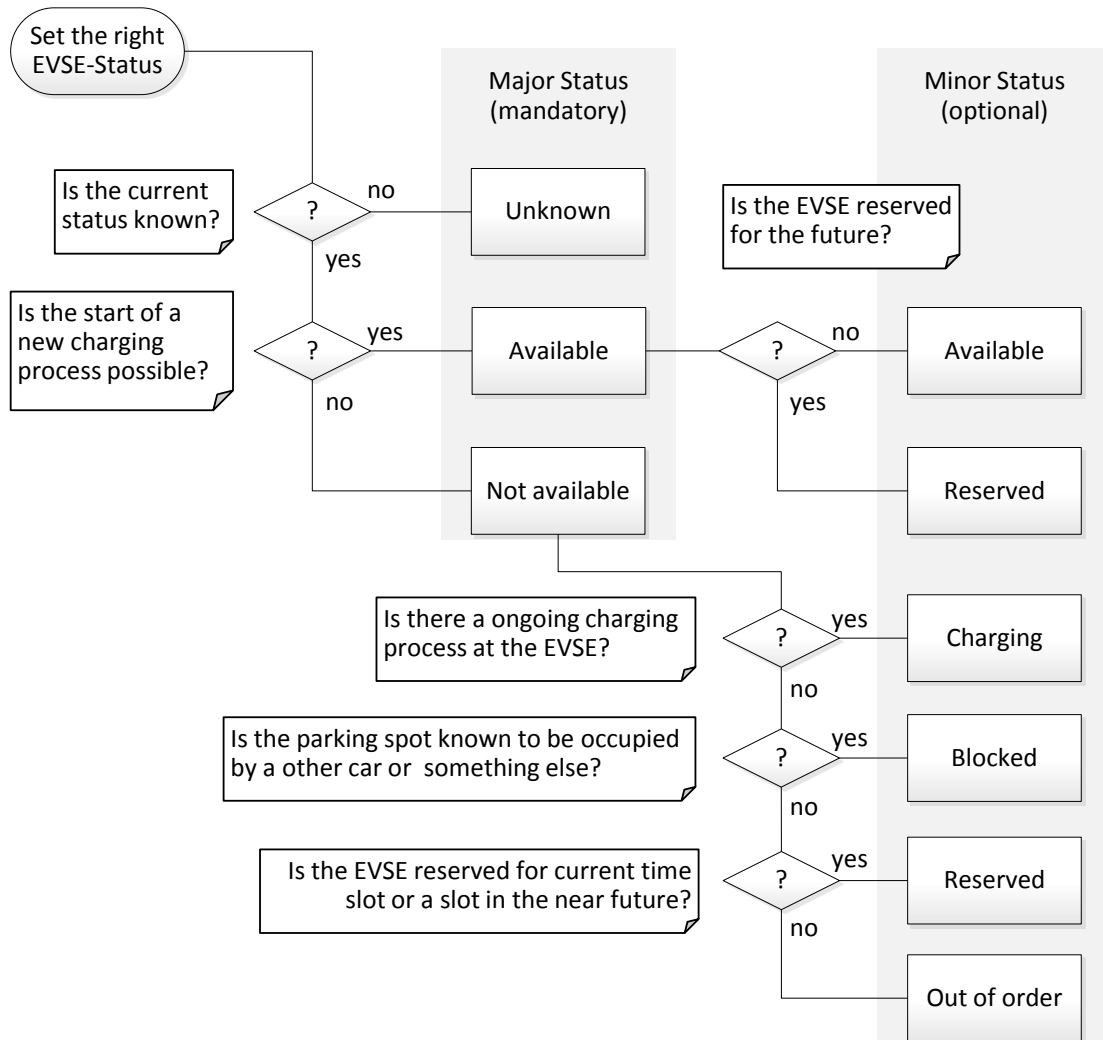 Set the right
EVSE-Status
Major Status
(mandatory)
Minor Status
(optional)
Is the current
status known?
?
no
Unknown
yes
Is the EVSE reserved
for the future?
Is the start of a
new charging
process possible?
?
yes
Available
?
no
Available
no
yes
Not available
Reserved
Is there a ongoing charging
process at the EVSE?
?
yes
Charging
no
Is the parking spot known to be occupied
by a other car or  something else?
?
yes
Blocked
no
Is the EVSE reserved for current time
slot or a slot in the near future?
?
yes
Reserved
no
Out of order